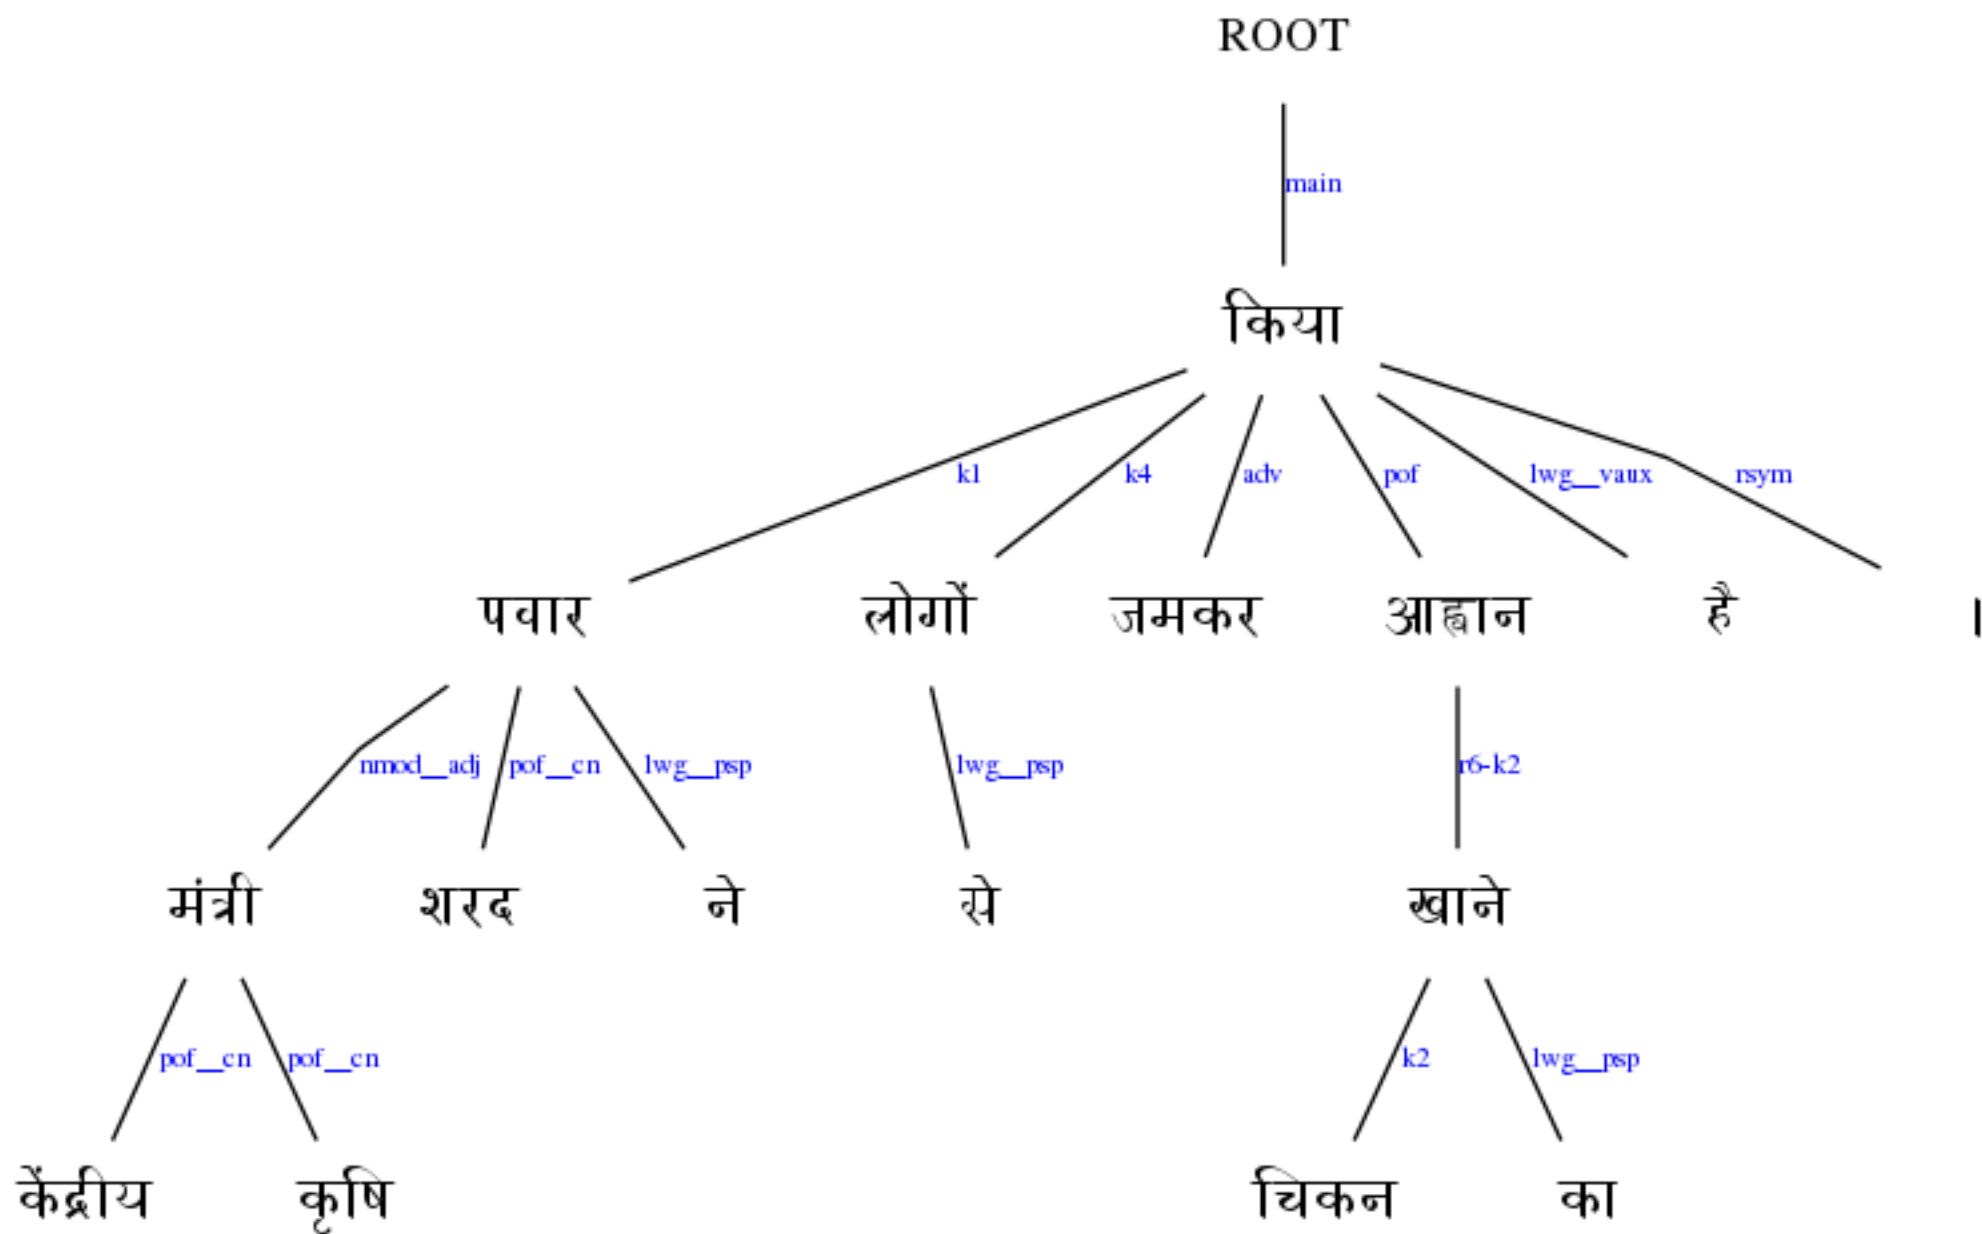 ROOT
main
किया
k1 k4 adv pof lwg__vaux rsym
पवार लोगों जमकर आह्वान है ।
nmod__adj pof__cn lwg__psp lwg__psp r6-k2
मंत्री शरद ने से खाने
pof__cn pof__cn k2 lwg__psp
केंद्रीय कृषि चिकन का